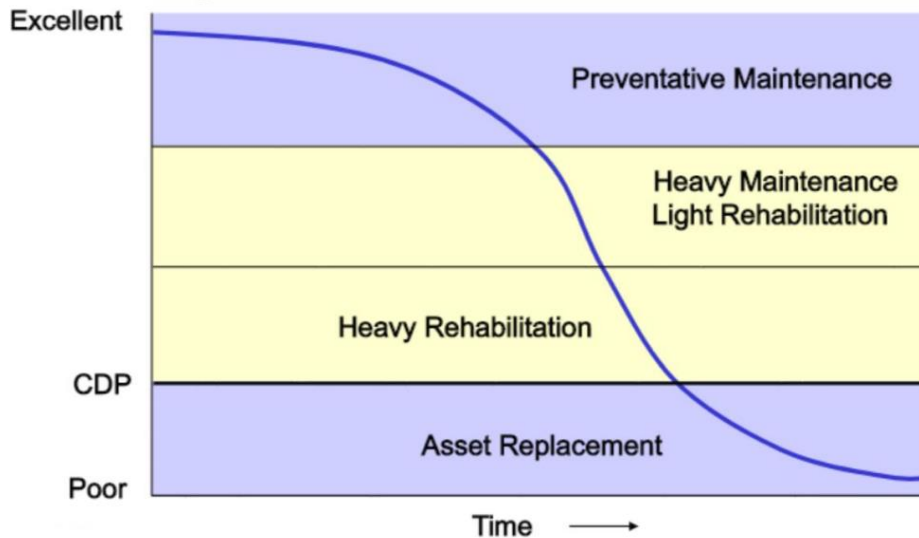 Excellent
Preventative Maintenance
Heavy Maintenance
Light Rehabilitation
Heavy Rehabilitation
CDP
Asset Replacement
Poor
Time